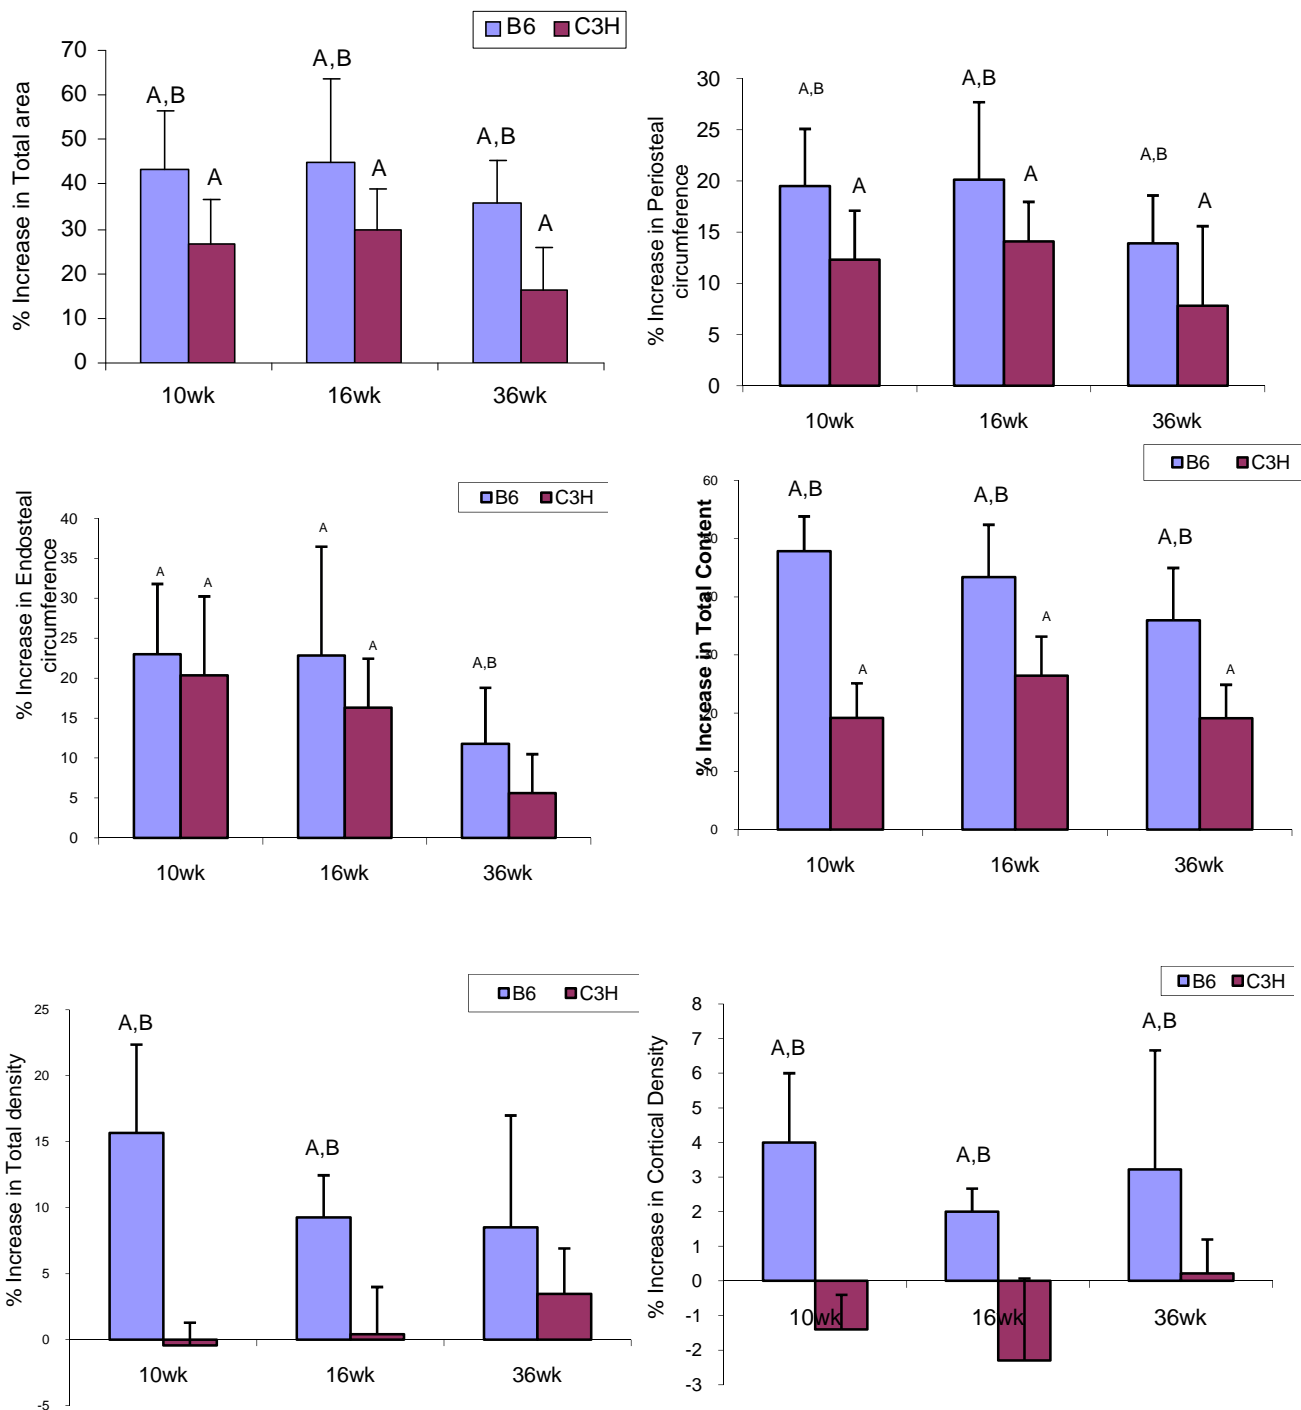 B6 C3H
% Increase in Total area
70
60
50
40
30
20
10
0
A,B
A
A,B
A
A,B
A
10wk 16wk 36wk
% Increase in Periosteal
circumference
30
25
20
15
10
5
0
A,B
A
A,B
A
A,B
A
10wk 16wk 36wk
B6 C3H
% Increase in Endosteal
circumference
40
35
30
25
20
15
10
5
0
A
A
A
A
A,B
10wk 16wk 36wk
B6 C3H
% Increase in Total Content
60
50
40
30
20
10
0
A,B
A
A,B
A
A,B
A
10wk 16wk 36wk
B6 C3H
% Increase in Total density
25
20
15
10
5
0
-5
A,B
A,B
10wk 16wk 36wk
B6 C3H
% Increase in Cortical Density
8
7
6
5
4
3
2
1
0
-1
-2
-3
A,B
A,B
A,B
10wk 16wk 36wk